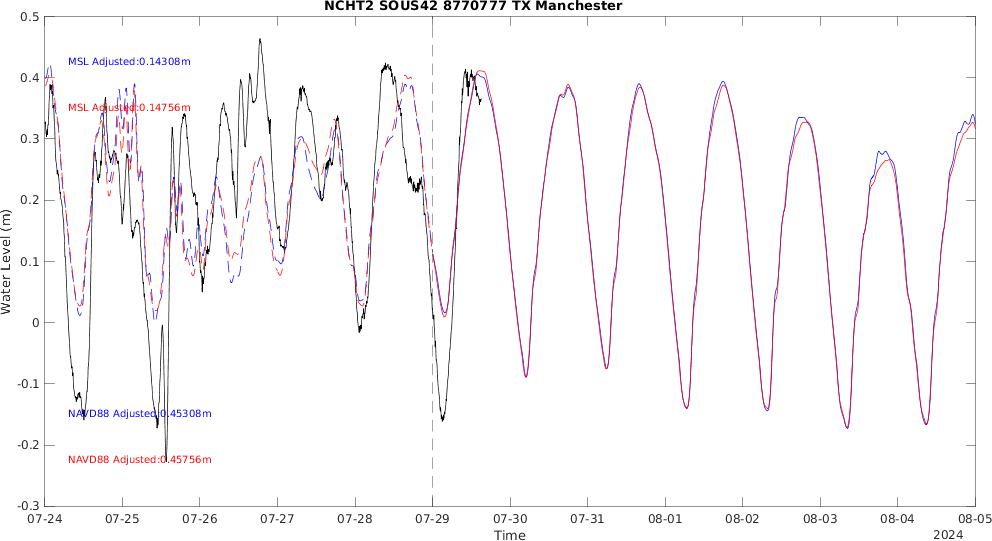 NCHT2 SOUS42 8770777 TX Manchester
0.5
0.4
0.3
0.2
0.1
0
-0.1
-0.2
-0.3
Water Level (m)
MSL Adjusted:0.14308m
MSL Adjusted:0.14756m
NAVD88 Adjusted:0.45308m
NAVD88 Adjusted:0.45756m
07-24 07-25 07-26 07-27 07-28 07-29 07-30 07-31 08-01 08-02 08-03 08-04 08-05
Time
2024